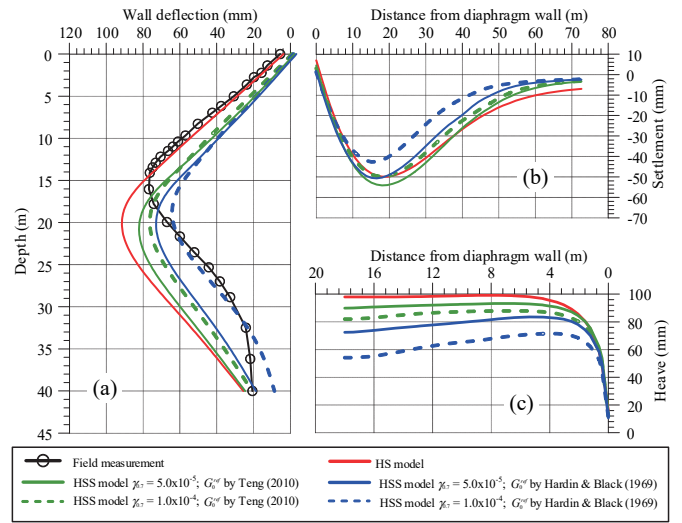 Wall deflection (mm)
120 100 80 60 40 20 0
0
5
10
15
20
25
30
35
40
45
Depth (m)
(a)
Distance from diaphragm wall (m)
0 10 20 30 40 50 60 70 80
10
0
-10
-20
-30
-40
-50
-60
-70
Settlement (mm)
(b)
Distance from diaphragm wall (m)
20 16 12 8 4 0
100
80
60
40
20
0
Heave (mm)
(c)
Field measurement
HSS model γ₀.₇ = 5.0x10⁻⁵; G₀ʳᵉᶠ by Teng (2010)
HSS model γ₀.₇ = 1.0x10⁻⁴; G₀ʳᵉᶠ by Teng (2010)
HS model
HSS model γ₀.₇ = 5.0x10⁻⁵; G₀ʳᵉᶠ by Hardin & Black (1969)
HSS model γ₀.₇ = 1.0x10⁻⁴; G₀ʳᵉᶠ by Hardin & Black (1969)